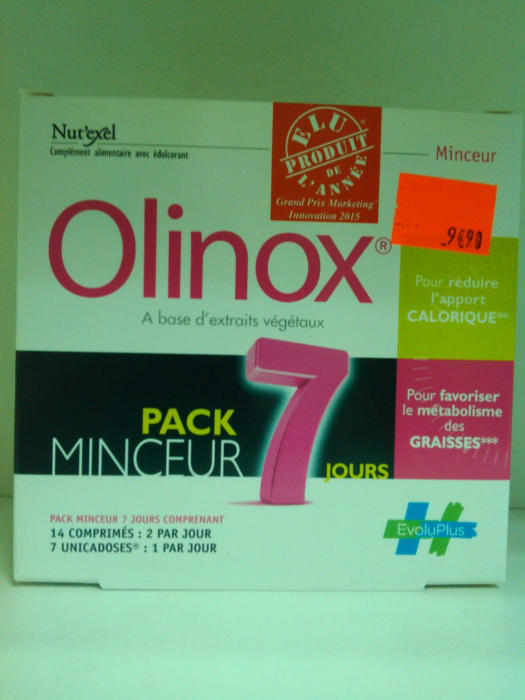 Nut'exel
Complément alimentaire avec édulcorant
ELU
PRODUIT
DE
L'ANNÉE
Grand Prix Marketing
Innovation 2015
Minceur
9€90
Olinox®
A base d'extraits végétaux
Pour réduire
l'apport
CALORIQUE**
PACK
MINCEUR
7
JOURS
Pour favoriser
le métabolisme
des
GRAISSES***
PACK MINCEUR 7 JOURS COMPRENANT
14 COMPRIMÉS : 2 PAR JOUR
7 UNICADOSES® : 1 PAR JOUR
EvoluPlus